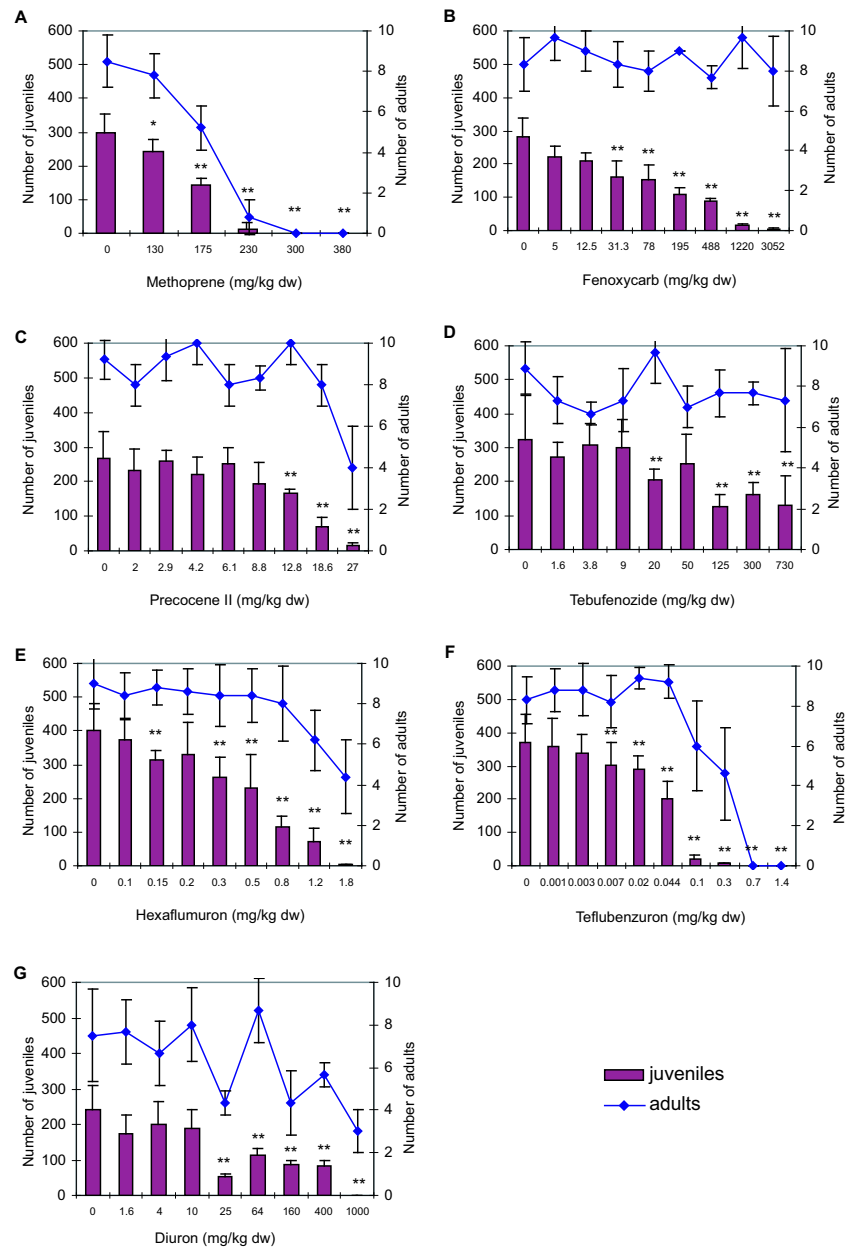 A
600
500
400
300
200
100
0
10
8
6
4
2
0
Number of juveniles
Number of adults
* ** ** ** **
0 130 175 230 300 380
Methoprene (mg/kg dw)
B
600
500
400
300
200
100
0
10
8
6
4
2
0
Number of juveniles
Number of adults
** ** ** ** ** **
0 5 12.5 31.3 78 195 488 1220 3052
Fenoxycarb (mg/kg dw)
C
600
500
400
300
200
100
0
10
8
6
4
2
0
Number of juveniles
Number of adults
** ** **
0 2 2.9 4.2 6.1 8.8 12.8 18.6 27
Precocene II (mg/kg dw)
D
600
500
400
300
200
100
0
10
8
6
4
2
0
Number of juveniles
Number of adults
** ** ** **
0 1.6 3.8 9 20 50 125 300 730
Tebufenozide (mg/kg dw)
E
600
500
400
300
200
100
0
10
8
6
4
2
0
Number of juveniles
Number of adults
** ** ** ** ** **
0 0.1 0.15 0.2 0.3 0.5 0.8 1.2 1.8
Hexaflumuron (mg/kg dw)
F
600
500
400
300
200
100
0
10
8
6
4
2
0
Number of juveniles
Number of adults
** ** ** ** ** ** **
0 0.001 0.003 0.007 0.02 0.044 0.1 0.3 0.7 1.4
Teflubenzuron (mg/kg dw)
G
600
500
400
300
200
100
0
10
8
6
4
2
0
Number of juveniles
Number of adults
** ** ** ** **
0 1.6 4 10 25 64 160 400 1000
Diuron (mg/kg dw)
juveniles
adults